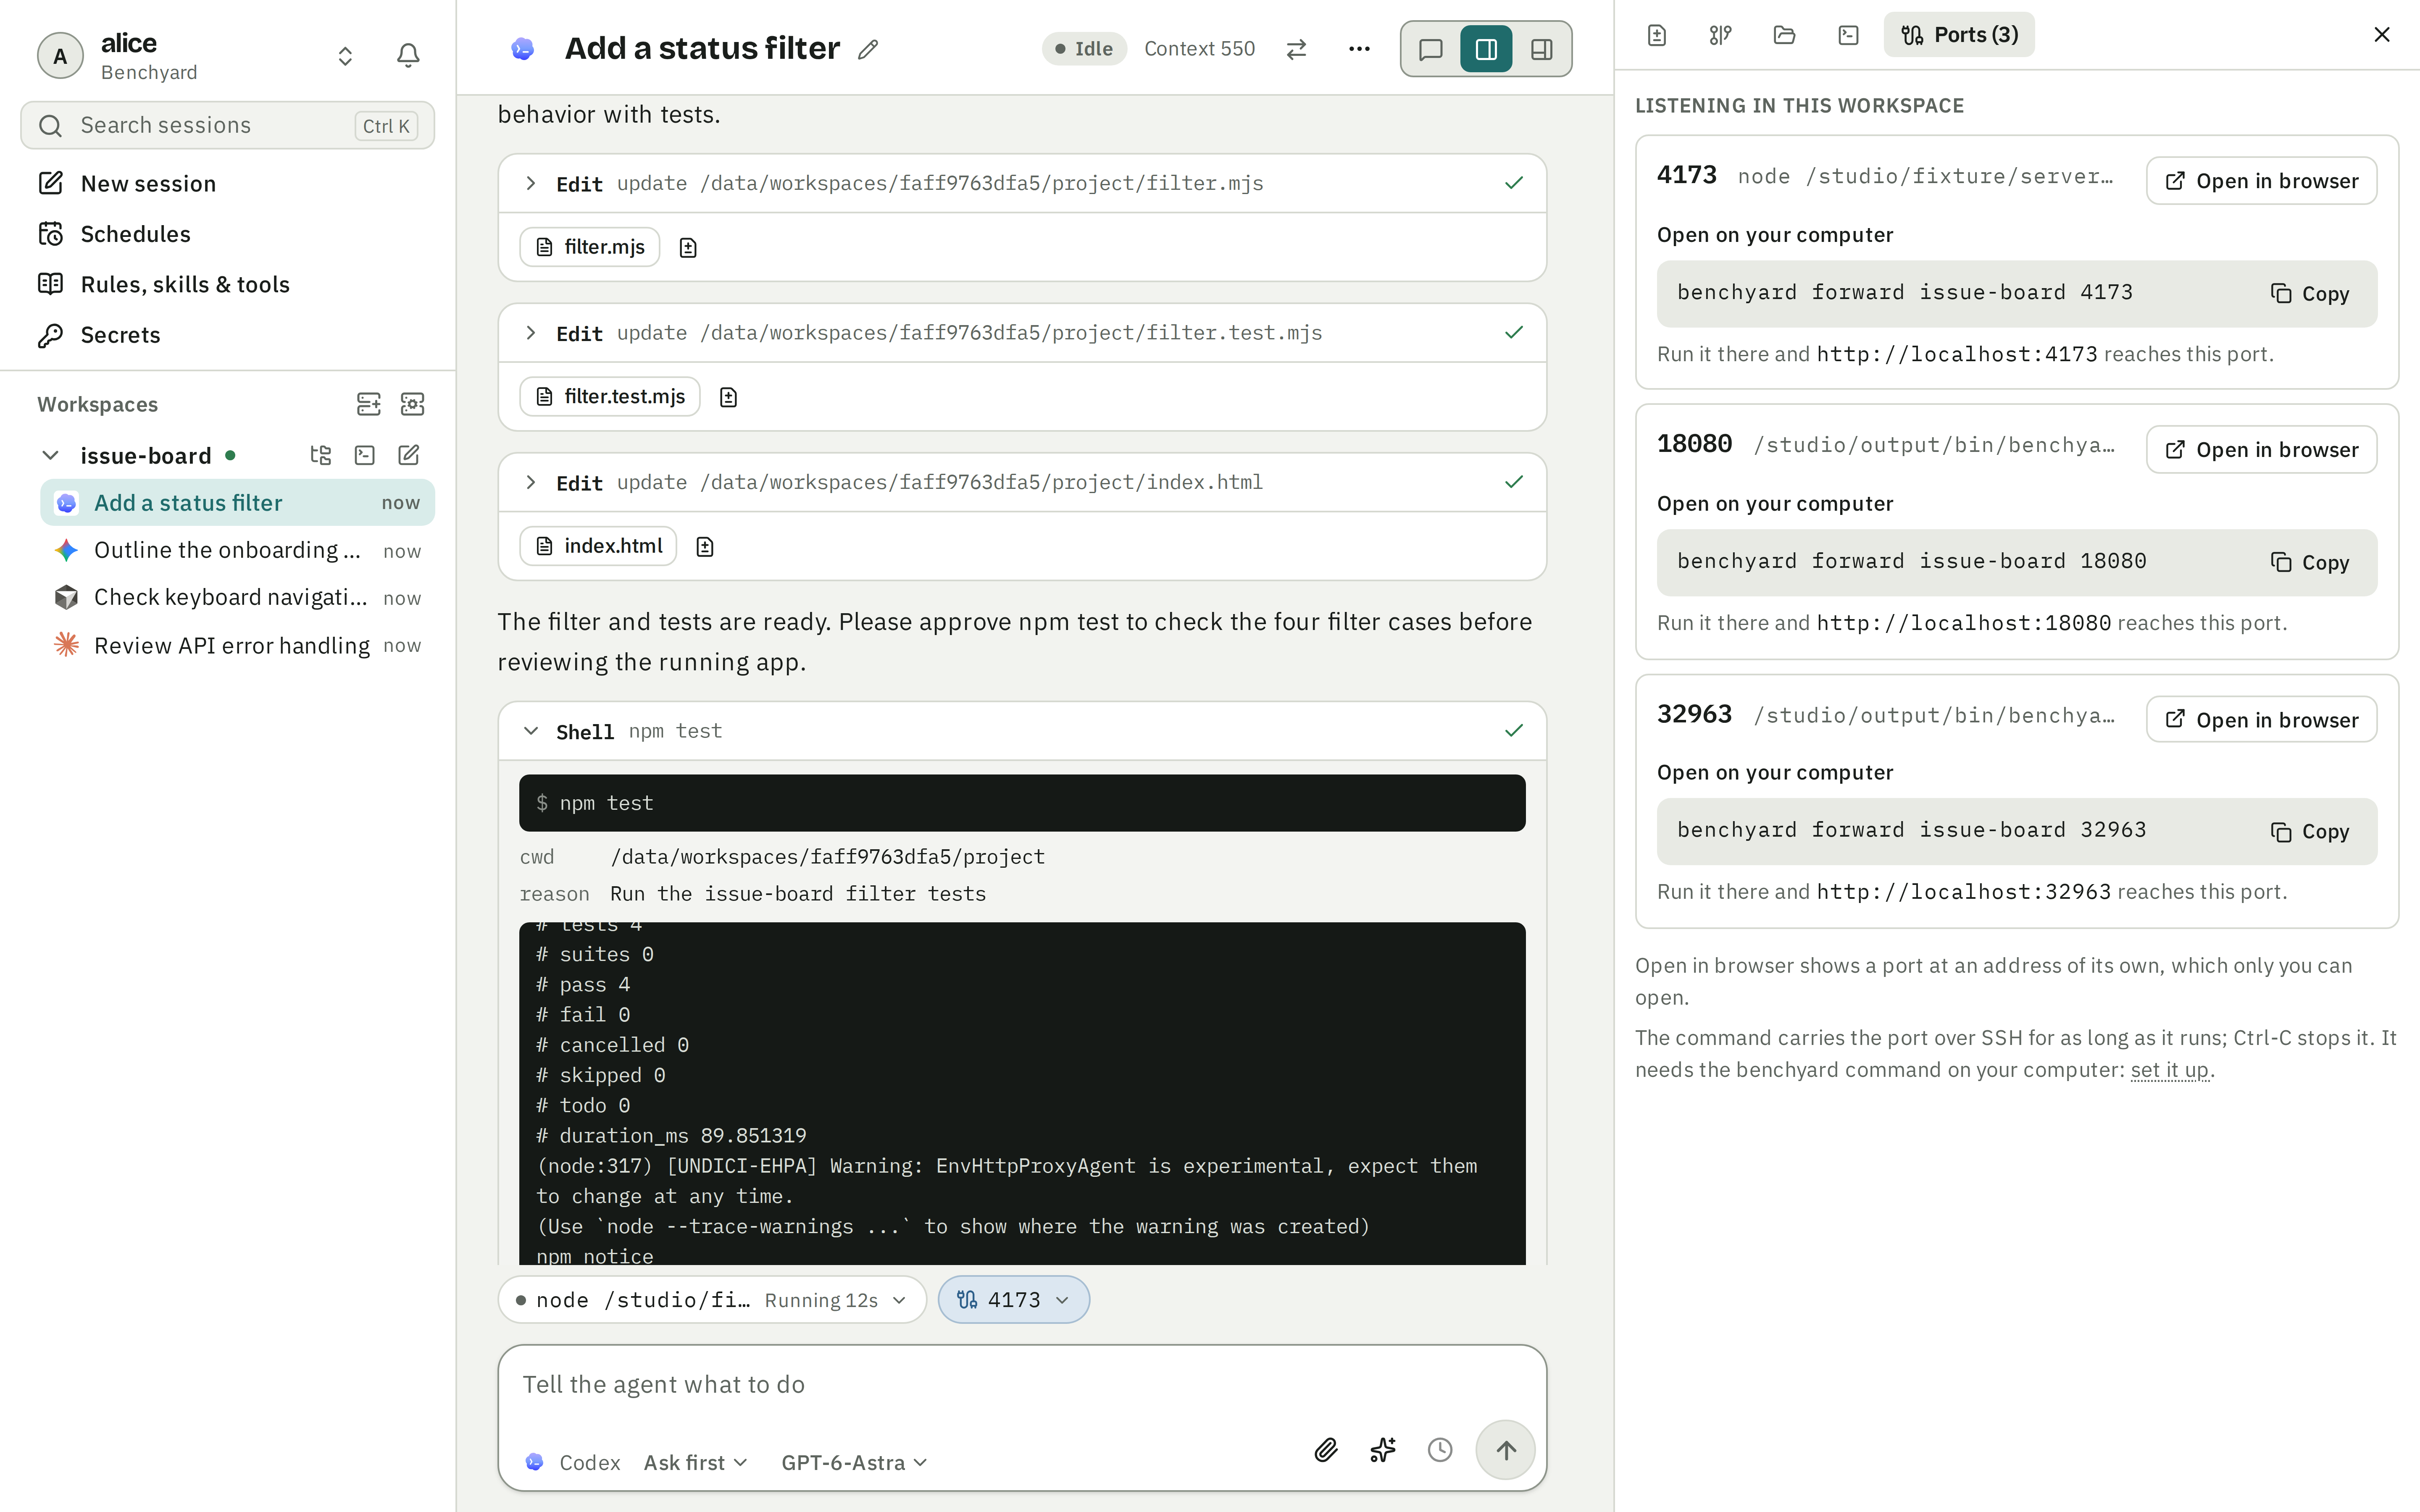 A
alice
Benchyard
Search sessions
Ctrl K
New session
Schedules
Rules, skills & tools
Secrets
Workspaces
issue-board
Add a status filter
now
Outline the onboarding ...
now
Check keyboard navigati...
now
Review API error handling
now
Add a status filter
Idle
Context 550
behavior with tests.
Edit update /data/workspaces/faff9763dfa5/project/filter.mjs
filter.mjs
Edit update /data/workspaces/faff9763dfa5/project/filter.test.mjs
filter.test.mjs
Edit update /data/workspaces/faff9763dfa5/project/index.html
index.html
The filter and tests are ready. Please approve npm test to check the four filter cases before
reviewing the running app.
Shell npm test
$ npm test
cwd /data/workspaces/faff9763dfa5/project
reason Run the issue-board filter tests
# tests 4
# suites 0
# pass 4
# fail 0
# cancelled 0
# skipped 0
# todo 0
# duration_ms 89.851319
(node:317) [UNDICI-EHPA] Warning: EnvHttpProxyAgent is experimental, expect them
to change at any time.
(Use `node --trace-warnings ...` to show where the warning was created)
npm notice
node /studio/fi... Running 12s
4173
Tell the agent what to do
Codex
Ask first
GPT-6-Astra
Ports (3)
LISTENING IN THIS WORKSPACE
4173 node /studio/fixture/server...
Open in browser
Open on your computer
benchyard forward issue-board 4173
Copy
Run it there and http://localhost:4173 reaches this port.
18080 /studio/output/bin/benchya...
Open in browser
Open on your computer
benchyard forward issue-board 18080
Copy
Run it there and http://localhost:18080 reaches this port.
32963 /studio/output/bin/benchya...
Open in browser
Open on your computer
benchyard forward issue-board 32963
Copy
Run it there and http://localhost:32963 reaches this port.
Open in browser shows a port at an address of its own, which only you can
open.
The command carries the port over SSH for as long as it runs; Ctrl-C stops it. It
needs the benchyard command on your computer: set it up.